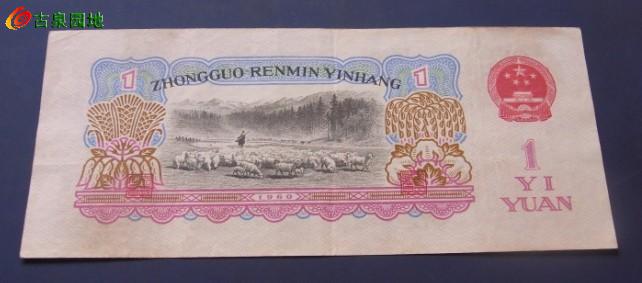 古泉园地
1 ZHONGGUO RENMIN YINHANG 1
1
YI
YUAN
1960